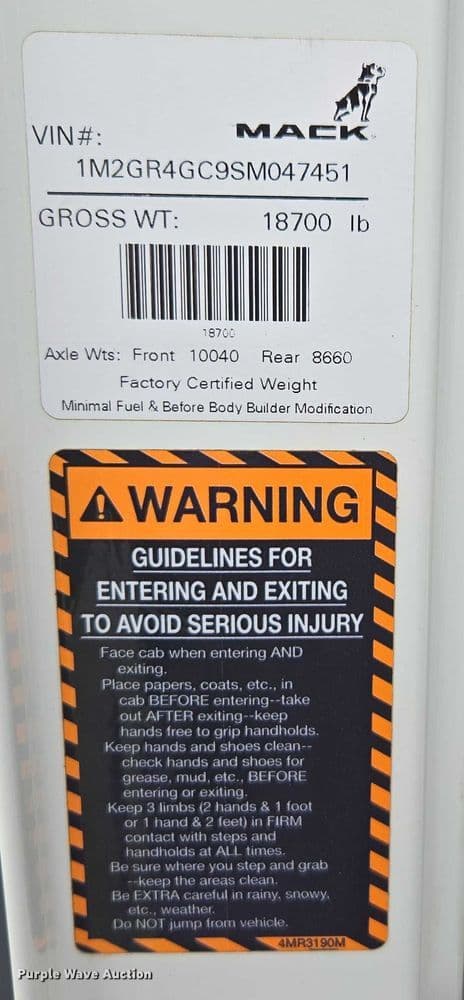 MACK
VIN#:
1M2GR4GC9SM047451
GROSS WT: 18700 lb
18700
Axle Wts: Front 10040 Rear 8660
Factory Certified Weight
Minimal Fuel & Before Body Builder Modification
WARNING
GUIDELINES FOR
ENTERING AND EXITING
TO AVOID SERIOUS INJURY
Face cab when entering AND
exiting.
Place papers, coats, etc., in
cab BEFORE entering--take
out AFTER exiting--keep
hands free to grip handholds.
Keep hands and shoes clean--
check hands and shoes for
grease, mud, etc., BEFORE
entering or exiting.
Keep 3 limbs (2 hands & 1 foot
or 1 hand & 2 feet) in FIRM
contact with steps and
handholds at ALL times.
Be sure where you step and grab
--keep the areas clean.
Be EXTRA careful in rainy, snowy,
etc., weather.
Do NOT jump from vehicle.
4MR3190M
Purple Wave Auction